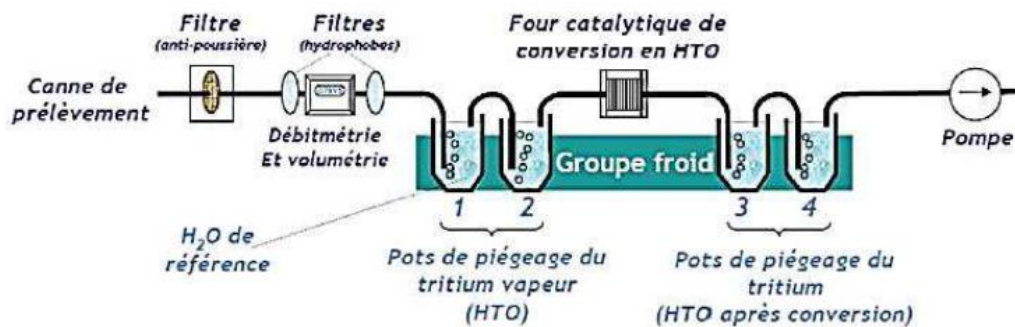 Filtre
(anti-poussière)
Filtres
(hydrophobes)
Four catalytique de
conversion en HTO
Canne de
prélèvement
Débitmétrie
Et volumétrie
Pompe
Groupe froid
1
2
3
4
H₂O de
référence
Pots de piégeage du
tritium vapeur
(HTO)
Pots de piégeage du
tritium
(HTO après conversion)